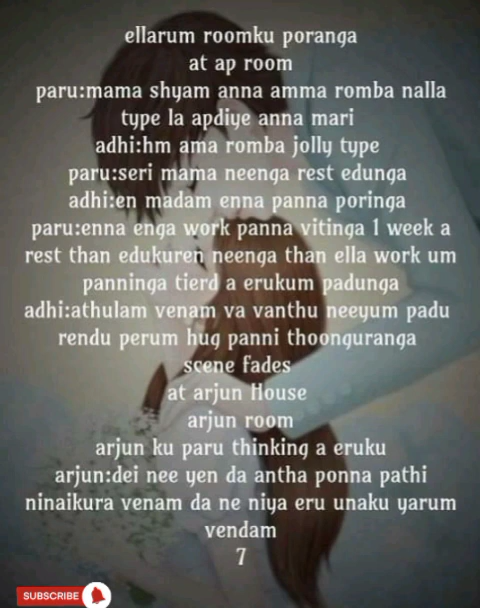 ellarum roomku poranga
at ap room
paru:mama shyam anna amma romba nalla
type la apdiye anna mari
adhi:hm ama romba jolly type
paru:seri mama neenga rest edunga
adhi:en madam enna panna poringa
paru:enna enga work panna vitinga 1 week a
rest than edukuren neenga than ella work um
panninga tierd a erukum padunga
adhi:athulam venam va vanthu neeyum padu
rendu perum hug panni thoonguranga
scene fades
at arjun House
arjun room
arjun ku paru thinking a eruku
arjun:dei nee yen da antha ponna pathi
ninaikura venam da ne niya eru unaku yarum
vendam
7
SUBSCRIBE